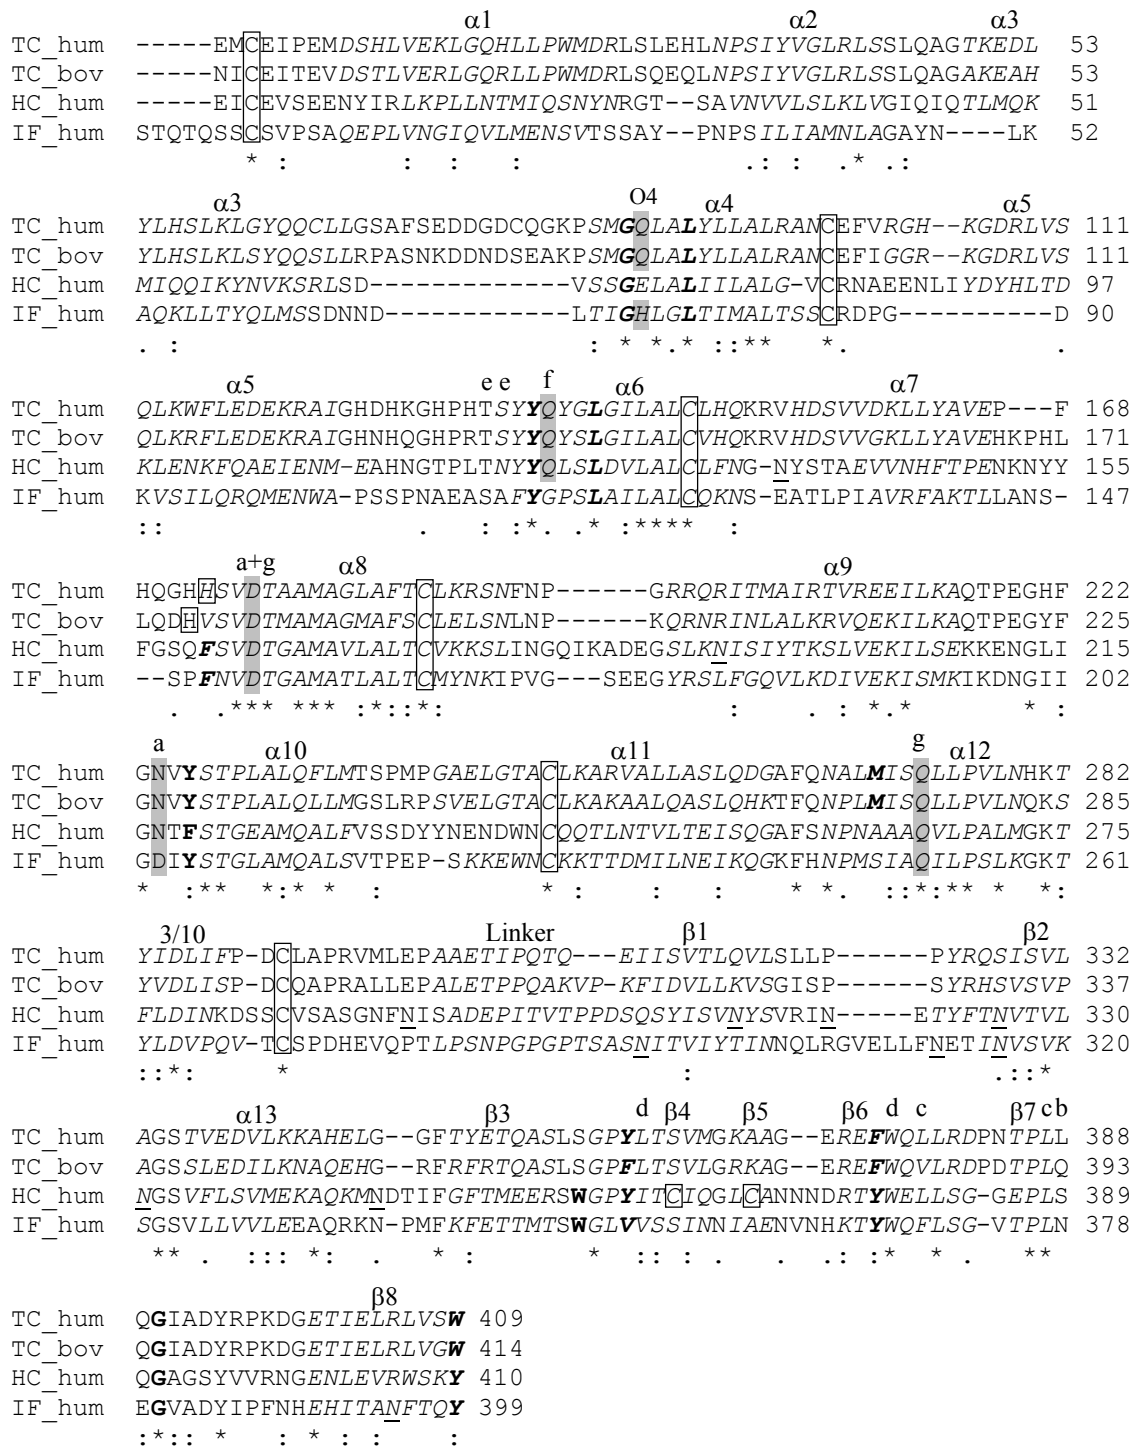 α1 α2 α3
TC_hum -----EMCEIPEMDSHLVEKLGQHLLPWMDRLSLEHLNPSIYVGLRLSSLQAGTKEDL 53
TC_bov -----NICEITEVDSTLVERLGQRLLPWMDRLSQEQLNPSIYVGLRLSSLQAGAKEAH 53
HC_hum -----EICEVSEENYIRLKPLLNTMIQSNYNRGT--SAVNVVLSLKLVGIQIQTLMQK 51
IF_hum STQTQSSCSVPSAQEPLVNGIQVLMENSVTSSAY--PNPSILIAMNLAGAYN----LK 52
* : : : : .: : .* .:
α3 O4 α4 α5
TC_hum YLHSLKLGYQQCLLGSAFSEDDGDCQGKPSMGQLALYLLALRANCEFVRGH--KGDRLVS 111
TC_bov YLHSLKLSYQQSLLRPASNKDDNDSEAKPSMGQLALYLLALRANCEFIGGR--KGDRLVS 111
HC_hum MIQQIKYNVKSRLSD------------VSSGELALIILALG-VCRNAEENLIYDYHLTD 97
IF_hum AQKLLTYQLMSSDNND-----------LTIGHLGLTIMALTSSCRDPG----------D 90
. : : * *.* ::** *. .
α5 e e f α6 α7
TC_hum QLKWFLEDEKRAIGHDHKGHPHTSYYQYGLGILALCLHQKRVHDSVVDKLLYAVEP---F 168
TC_bov QLKRFLEDEKRAIGHNHQGHPRTSYYQYSLGILALCVHQKRVHDSVVGKLLYAVEHKPHL 171
HC_hum KLENKFQAEIENM-EAHNGTPLTNYYQLSLDVLALCLFNG-NYSTAEVVNHFTPENKNYY 155
IF_hum KVSILQRQMENWA-PSSPNAEASAFYGPSLAILALCQKNS-EATLPIAVRFAKTLLANS- 147
:: . : :*. .* :**** :
a+g α8 α9
TC_hum HQGHHSVDTAAMAGLAFTCLKRSNFNP------GRRQRITMAIRTVREEILKAQTPEGHF 222
TC_bov LQDHVSVDTMAMAGMAFSCLELSNLNP------KQRNRINLALKRVQEKILKAQTPEGYF 225
HC_hum FGSQFSVDTGAMAVLALTCVKKSLINGQIKADEGSLKNISIYTKSLVEKILSEKKENGLI 215
IF_hum --SPFNVDTGAMATLALTCMYNKIPVG---SEEGYRSLFGQVLKDIVEKISMKIKDNGII 202
. .*** *** :*::* : . : *.* * :
a α10 α11 g α12
TC_hum GNVYSTPLALQFLMTSPMPGAELGTACLKARVALLASLQDGAFQNALMISQLLPVLNHKT 282
TC_bov GNVYSTPLALQLLMGSLRPSVELGTACLKAKAALQASLQHKTFQNPLMISQLLPVLNQKS 285
HC_hum GNTFSTGEAMQALFVSSDYYNENDWNCQQTLNTVLTEISQGAFSNPNAAAQVLPALMGKT 275
IF_hum GDIYSTGLAMQALSVTPEP-SKKEWNCKKTTDMILNEIKQGKFHNPMSIAQILPSLKGKT 261
* :** *:* * : * : : : * *. ::*:** * *:
3/10 Linker β1 β2
TC_hum YIDLIFP-DCLAPRVMLEPAAETIPQTQ---EIISVTLQVLSLLP------PYRQSISVL 332
TC_bov YVDLISP-DCQAPRALLEPALETPPQAKVP-KFIDVLLKVSGISP------SYRHSVSVP 337
HC_hum FLDINKDSSCVSASGNFNISADEPITVTPPDSQSYISVNYSVRIN-----ETYFTNVTVL 330
IF_hum YLDVPQV-TCSPDHEVQPTLPSNPGPGPTSASNITVIYTINNQLRGVELLFNETINVSVK 320
::*: * : .::*
α13 β3 d β4 β5 β6 d c β7 c b
TC_hum AGSTVEDVLKKAHELG--GFTYETQASLSGPYLTSVMGKAAG--EREFWQLLRDPNTPLL 388
TC_bov AGSSLEDILKNAQEHG--RFRFRTQASLSGPFLTSVLGRKAG--EREFWQVLRDPDTPLQ 393
HC_hum NGSVFLSVMEKAQKMNDTIFGFTMEERSWGPYITCIQGLCANNNDRTYWELLSG-GEPLS 389
IF_hum SGSVLLVVLEEAQRKN-PMFKFETTMTSWGLVVSSINNIAENVNHKTYWQFLSG-VTPLN 378
** . ::: *: * : * :: : . . .: :* * . **
β8
TC_hum QGIADYRPKDGETIELRLVSW 409
TC_bov QGIADYRPKDGETIELRLVGW 414
HC_hum QGAGSYVVRNGENLEVRWSKY 410
IF_hum EGVADYIPFNHEHITANFTQY 399
:*:: * : * : : :